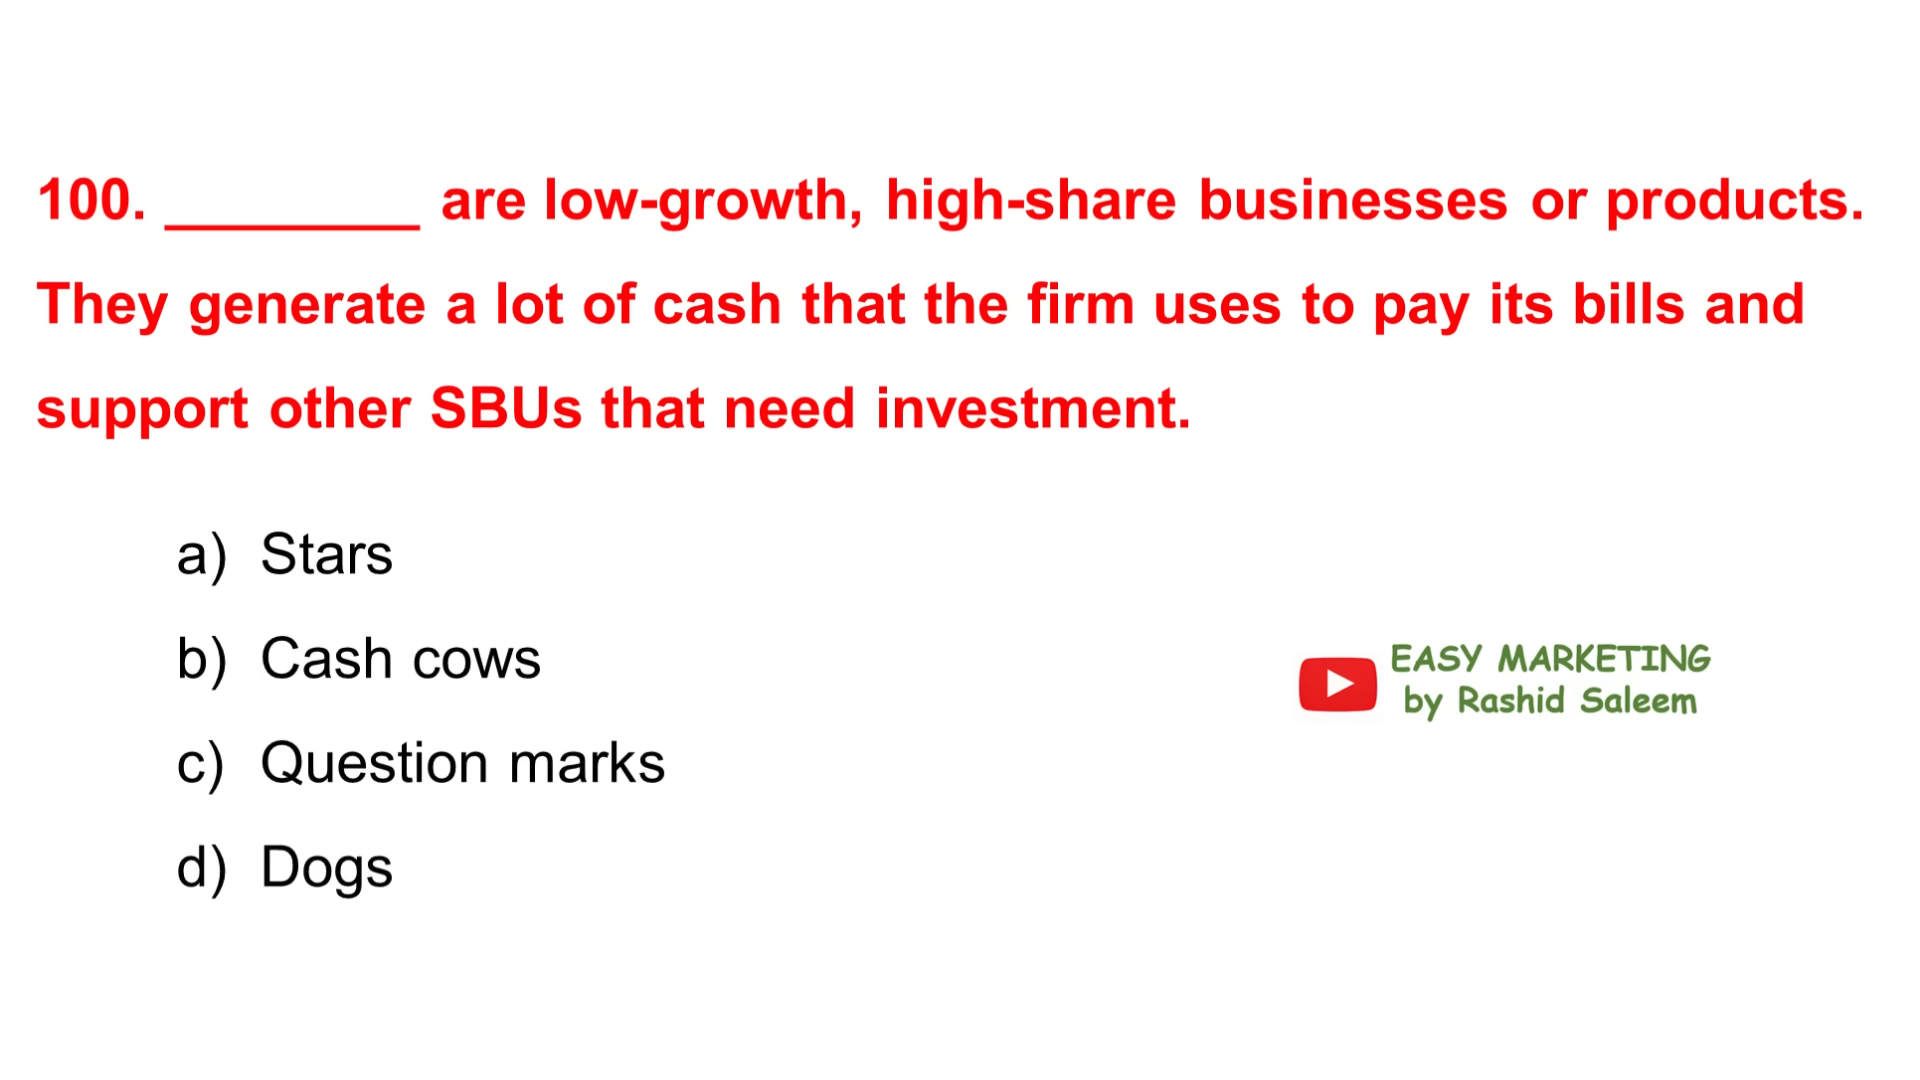 100. _________ are low-growth, high-share businesses or products.
They generate a lot of cash that the firm uses to pay its bills and
support other SBUs that need investment.
a) Stars
b) Cash cows
c) Question marks
d) Dogs
EASY MARKETING
by Rashid Saleem